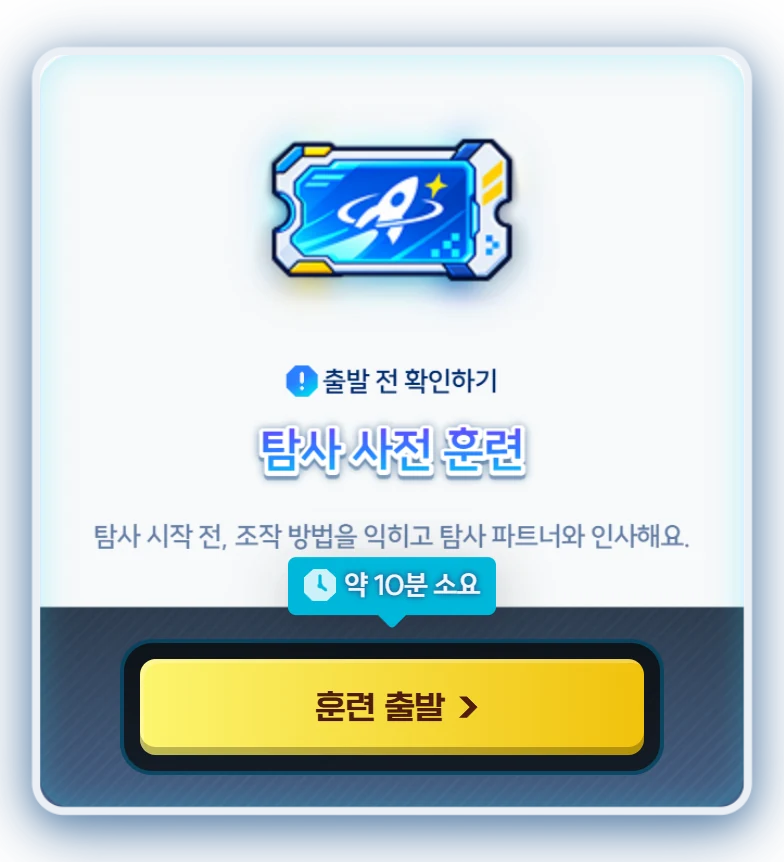 출발 전 확인하기
탐사 사전 훈련
탐사 시작 전, 조작 방법을 익히고 탐사 파트너와 인사해요.
약 10분 소요
훈련 출발 >